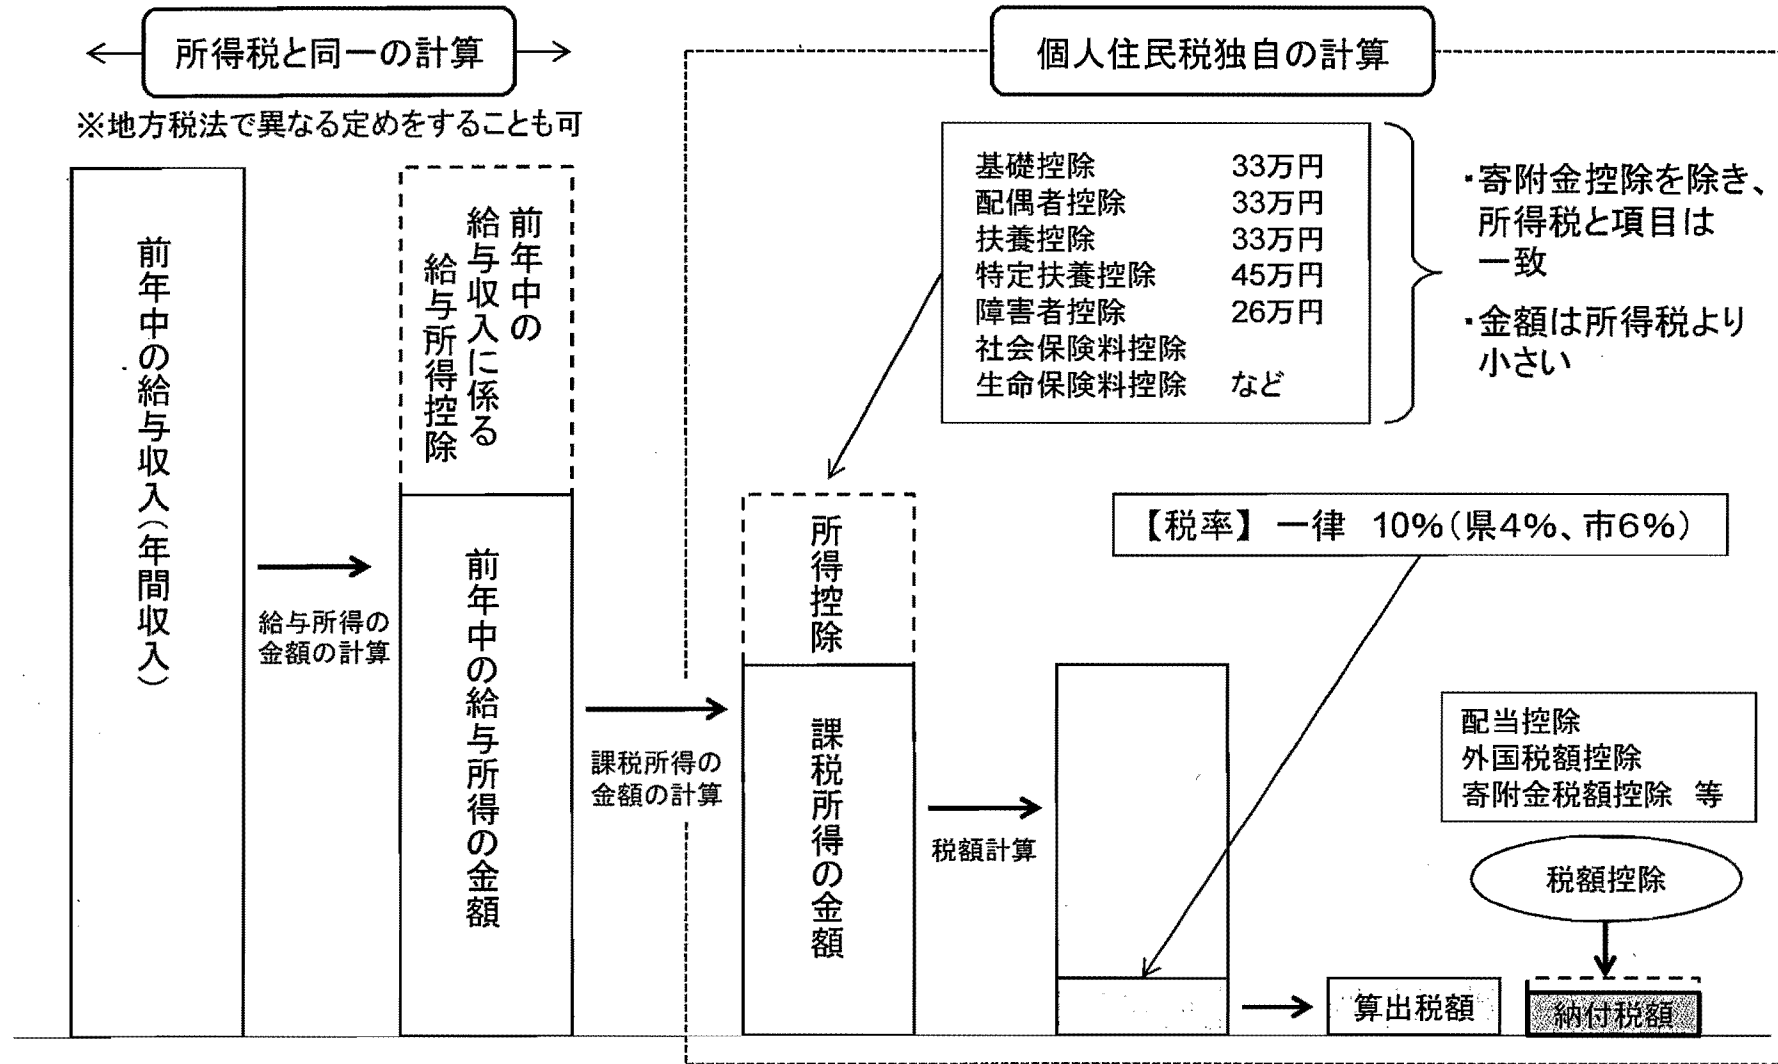 所得税と同一の計算
※地方税法で異なる定めをすることも可
個人住民税独自の計算
前年中の給与収入(年間収入)
給与所得の
金額の計算
前年中の
給与収入に係る
給与所得控除
前年中の給与所得の金額
課税所得の
金額の計算
基礎控除 33万円
配偶者控除 33万円
扶養控除 33万円
特定扶養控除 45万円
障害者控除 26万円
社会保険料控除
生命保険料控除 など
・寄附金控除を除き、
所得税と項目は
一致
・金額は所得税より
小さい
所得控除
課税所得の金額
税額計算
【税率】 一律 10%(県4%、市6%)
配当控除
外国税額控除
寄附金税額控除 等
税額控除
算出税額
納付税額